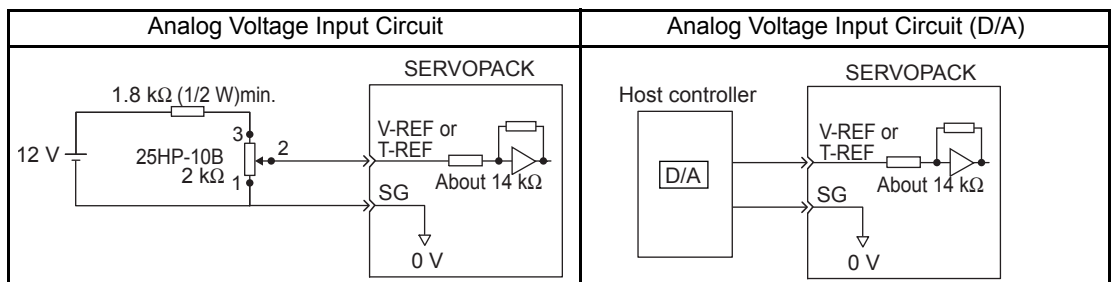 Analog Voltage Input Circuit
SERVOPACK
1.8 kΩ (1/2 W)min.
12 V
25HP-10B
2 kΩ
3
2
1
V-REF or
T-REF
About 14 kΩ
SG
0 V
Analog Voltage Input Circuit (D/A)
SERVOPACK
Host controller
D/A
V-REF or
T-REF
About 14 kΩ
SG
0 V